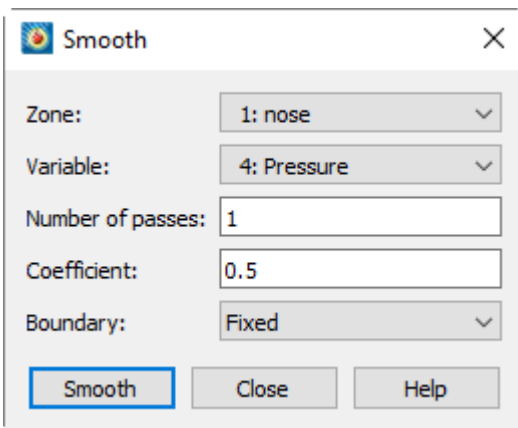 Smooth
Zone: 1: nose
Variable: 4: Pressure
Number of passes: 1
Coefficient: 0.5
Boundary: Fixed
Smooth Close Help